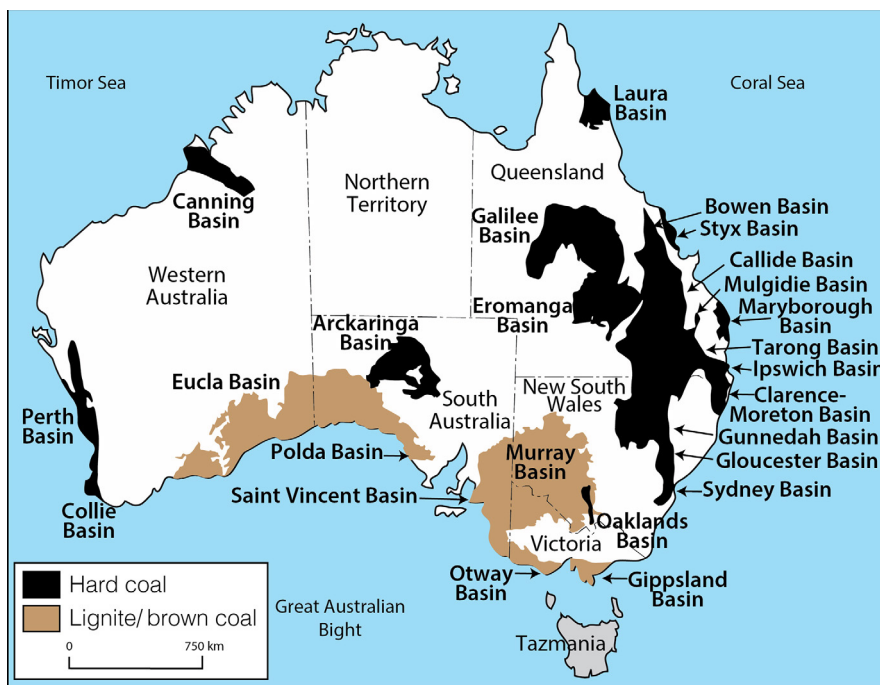 Timor Sea
Coral Sea
Laura
Basin
Queensland
Northern
Territory
Canning
Basin
Galilee
Basin
Bowen Basin
Styx Basin
Western
Australia
Callide Basin
Mulgidie Basin
Maryborough
Basin
Eromanga
Basin
Arckaringa
Basin
Tarong Basin
Ipswich Basin
Eucla Basin
South
Australia
New South
Wales
Clarence-
Moreton Basin
Perth
Basin
Gunnedah Basin
Polda Basin
Murray
Basin
Gloucester Basin
Saint Vincent Basin
Sydney Basin
Collie
Basin
Oaklands
Basin
Victoria
Otway
Basin
Gippsland
Basin
Hard coal
Lignite/ brown coal
0
750 km
Great Australian
Bight
Tazmania